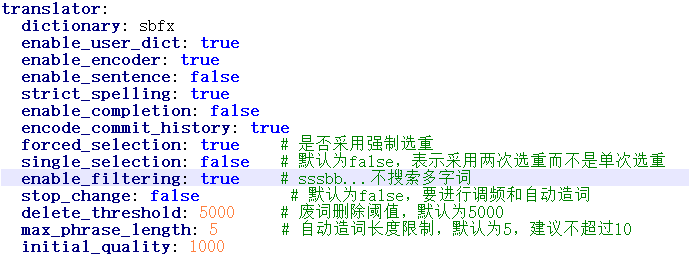 translator:
  dictionary: sbfx
  enable_user_dict: true
  enable_encoder: true
  enable_sentence: false
  strict_spelling: true
  enable_completion: false
  encode_commit_history: true
  forced_selection: true    # 是否采用强制选重
  single_selection: false   # 默认为false，表示采用两次选重而不是单次选重
  enable_filtering: true    # sssbb...不搜索多字词
  stop_change: false         # 默认为false，要进行调频和自动造词
  delete_threshold: 5000    # 废词删除阈值，默认为5000
  max_phrase_length: 5      # 自动造词长度限制，默认为5，建议不超过10
  initial_quality: 1000